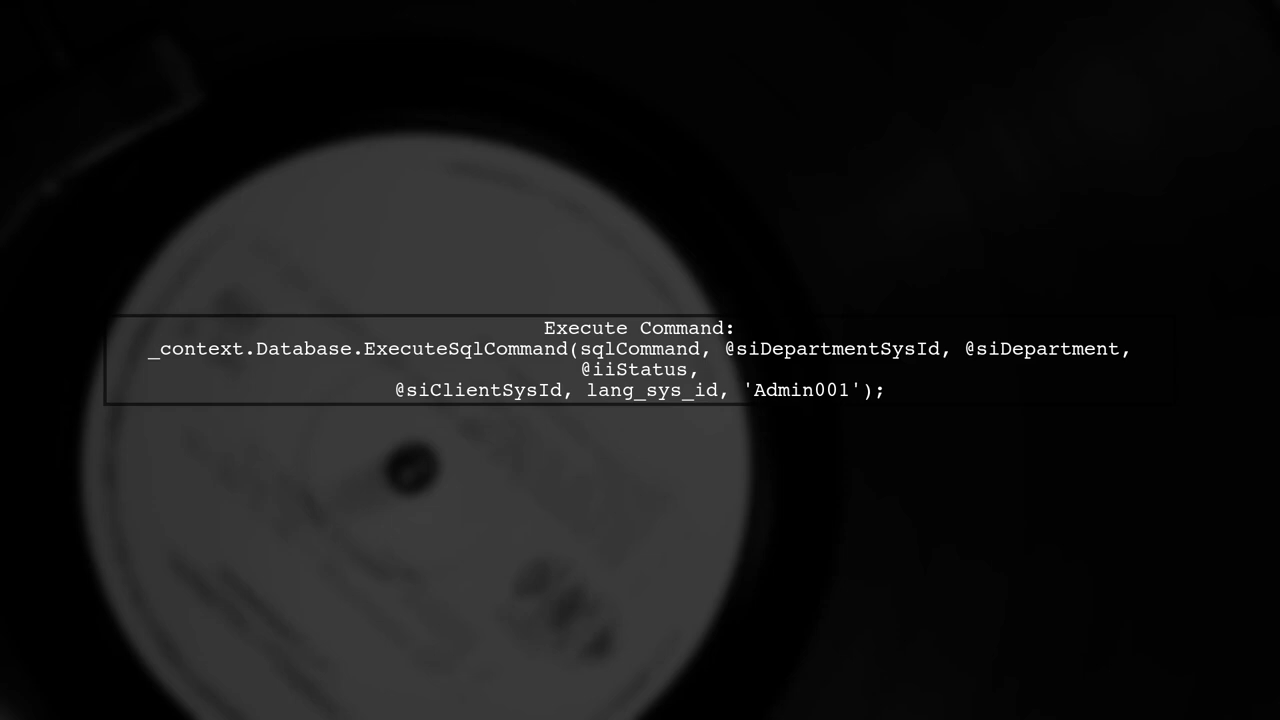 Execute Command:
_context.Database.ExecuteSqlCommand(sqlCommand, @siDepartmentSysId, @siDepartment,
@iiStatus,
@siClientSysId, lang_sys_id, 'Admin001');